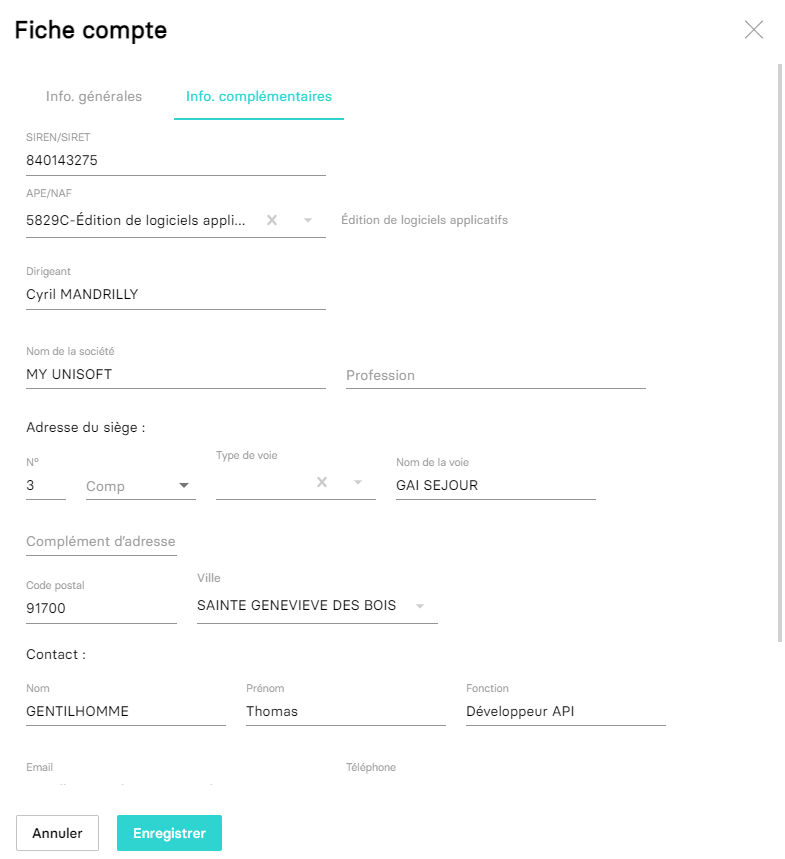 Fiche compte
Info. générales Info. complémentaires
SIREN/SIRET
840143275
APE/NAF
5829C-Édition de logiciels appli... Édition de logiciels applicatifs
Dirigeant
Cyril MANDRILLY
Nom de la société
MY UNISOFT Profession
Adresse du siège :
N° Type de voie Nom de la voie
3 Comp GAI SEJOUR
Complément d'adresse
Code postal Ville
91700 SAINTE GENEVIEVE DES BOIS
Contact :
Nom Prénom Fonction
GENTILHOMME Thomas Développeur API
Email Téléphone
Annuler Enregistrer